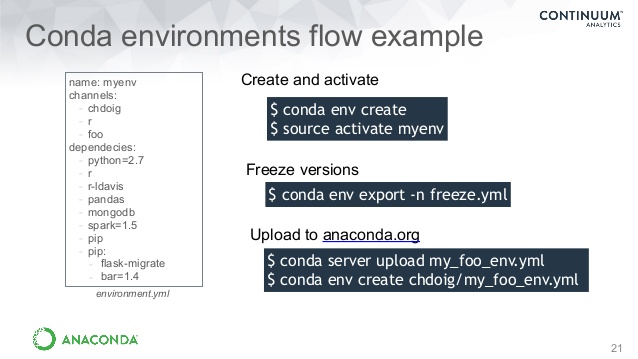 CONTINUUM™
ANALYTICS
Conda environments flow example
name: myenv
channels:
- chdoig
- r
- foo
dependecies:
- python=2.7
- r
- r-ldavis
- pandas
- mongodb
- spark=1.5
- pip
- pip:
- flask-migrate
- bar=1.4
environment.yml
Create and activate
$ conda env create
$ source activate myenv
Freeze versions
$ conda env export -n freeze.yml
Upload to anaconda.org
$ conda server upload my_foo_env.yml
$ conda env create chdoig/my_foo_env.yml
ANACONDA
21